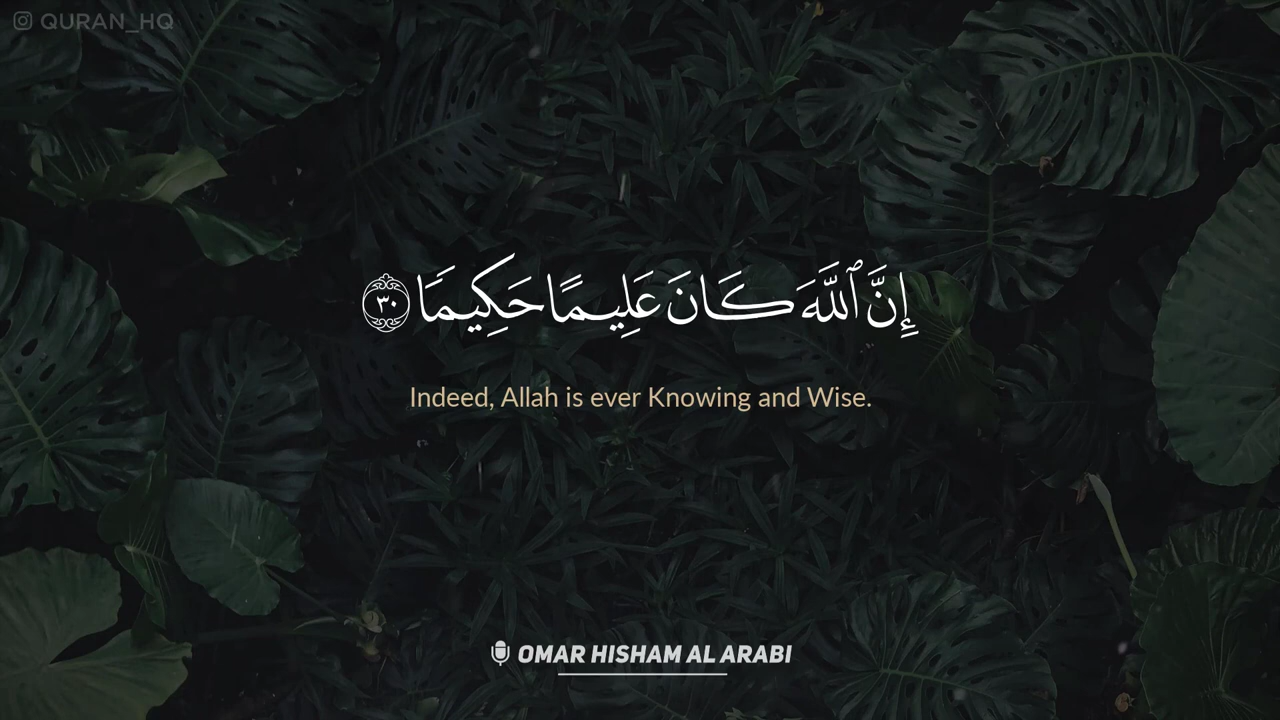 QURAN_HQ
إِنَّ ٱللَّهَ كَانَ عَلِيمًا حَكِيمَا ٣٠
Indeed, Allah is ever Knowing and Wise.
OMAR HISHAM AL ARABI